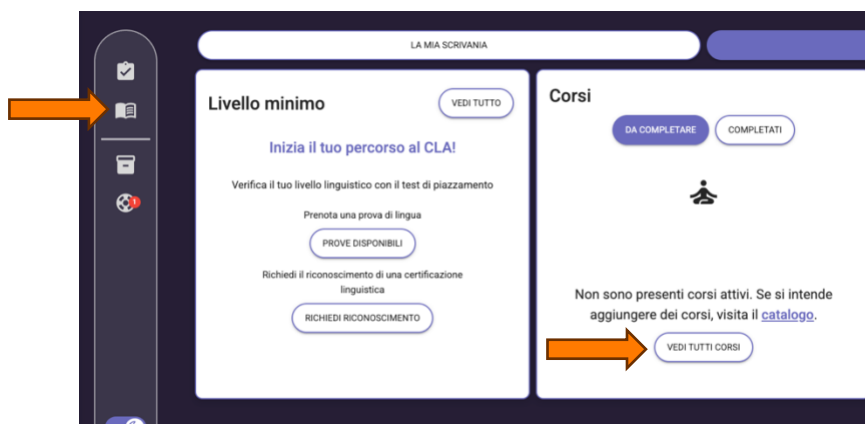 LA MIA SCRIVANIA
Livello minimo
VEDI TUTTO
Inizia il tuo percorso al CLA!
Verifica il tuo livello linguistico con il test di piazzamento
Prenota una prova di lingua
PROVE DISPONIBILI
Richiedi il riconoscimento di una certificazione
linguistica
RICHIEDI RICONOSCIMENTO
Corsi
DA COMPLETARE
COMPLETATI
Non sono presenti corsi attivi. Se si intende
aggiungere dei corsi, visita il catalogo.
VEDI TUTTI CORSI
1